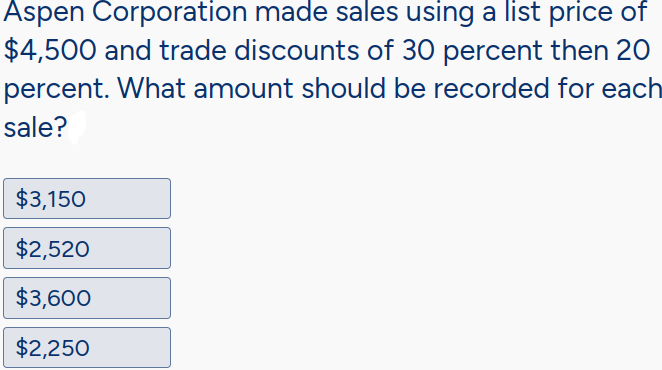 Aspen Corporation made sales using a list price of
$4,500 and trade discounts of 30 percent then 20
percent. What amount should be recorded for each
sale?
$3,150
$2,520
$3,600
$2,250